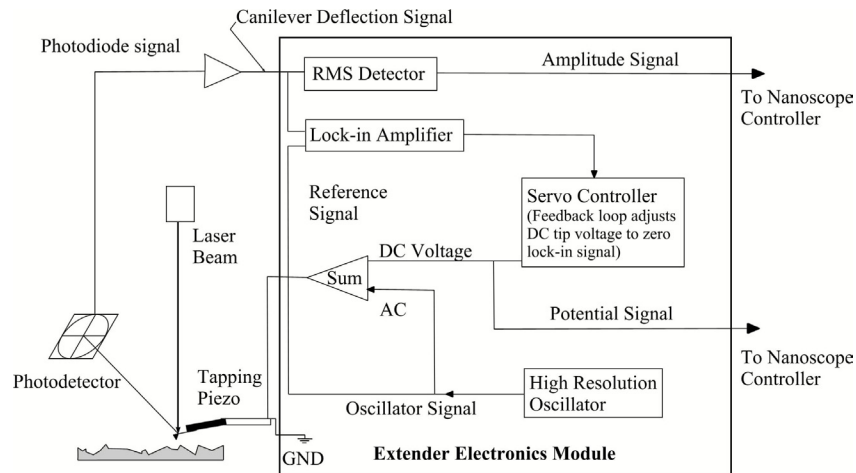 Canilever Deflection Signal
Photodiode signal
RMS Detector
Amplitude Signal
To Nanoscope
Controller
Lock-in Amplifier
Reference
Signal
Servo Controller
(Feedback loop adjusts
DC tip voltage to zero
lock-in signal)
Laser
Beam
DC Voltage
Sum
AC
Potential Signal
To Nanoscope
Controller
Photodetector
Tapping
Piezo
High Resolution
Oscillator
Oscillator Signal
GND
Extender Electronics Module